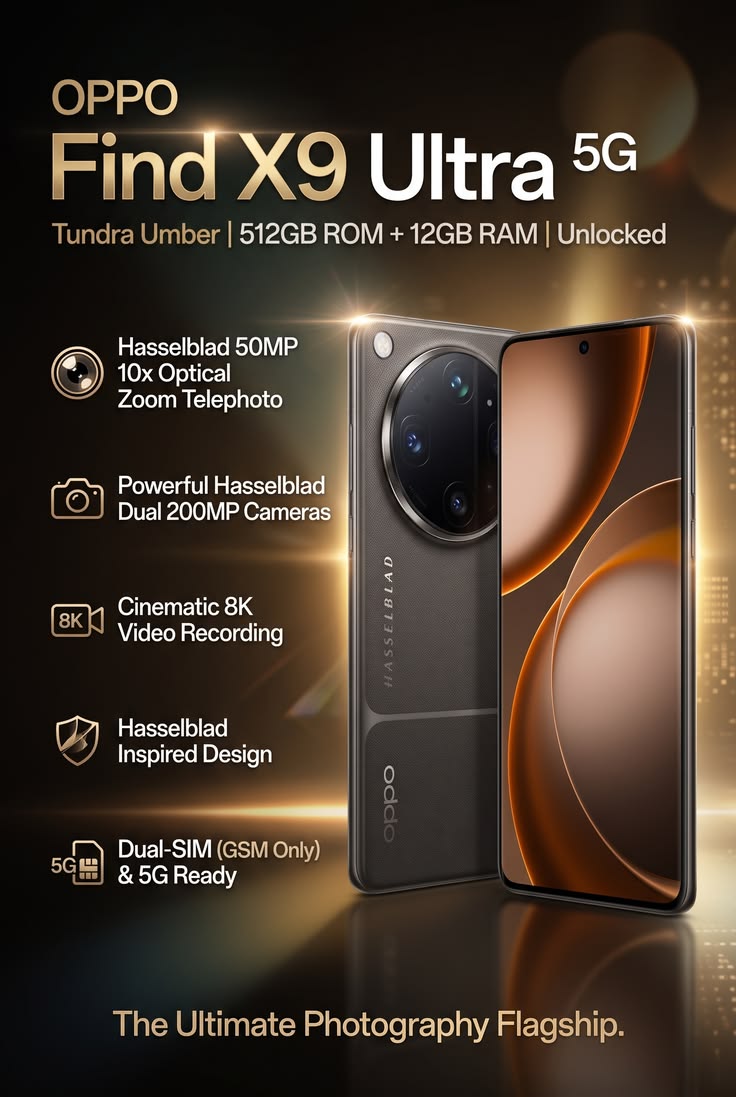 OPPO
Find X9 Ultra 5G
Tundra Umber | 512GB ROM + 12GB RAM | Unlocked
Hasselblad 50MP
10x Optical
Zoom Telephoto
Powerful Hasselblad
Dual 200MP Cameras
8K
Cinematic 8K
Video Recording
Hasselblad
Inspired Design
5G
Dual-SIM (GSM Only)
& 5G Ready
HASSELBLAD
oppo
The Ultimate Photography Flagship.